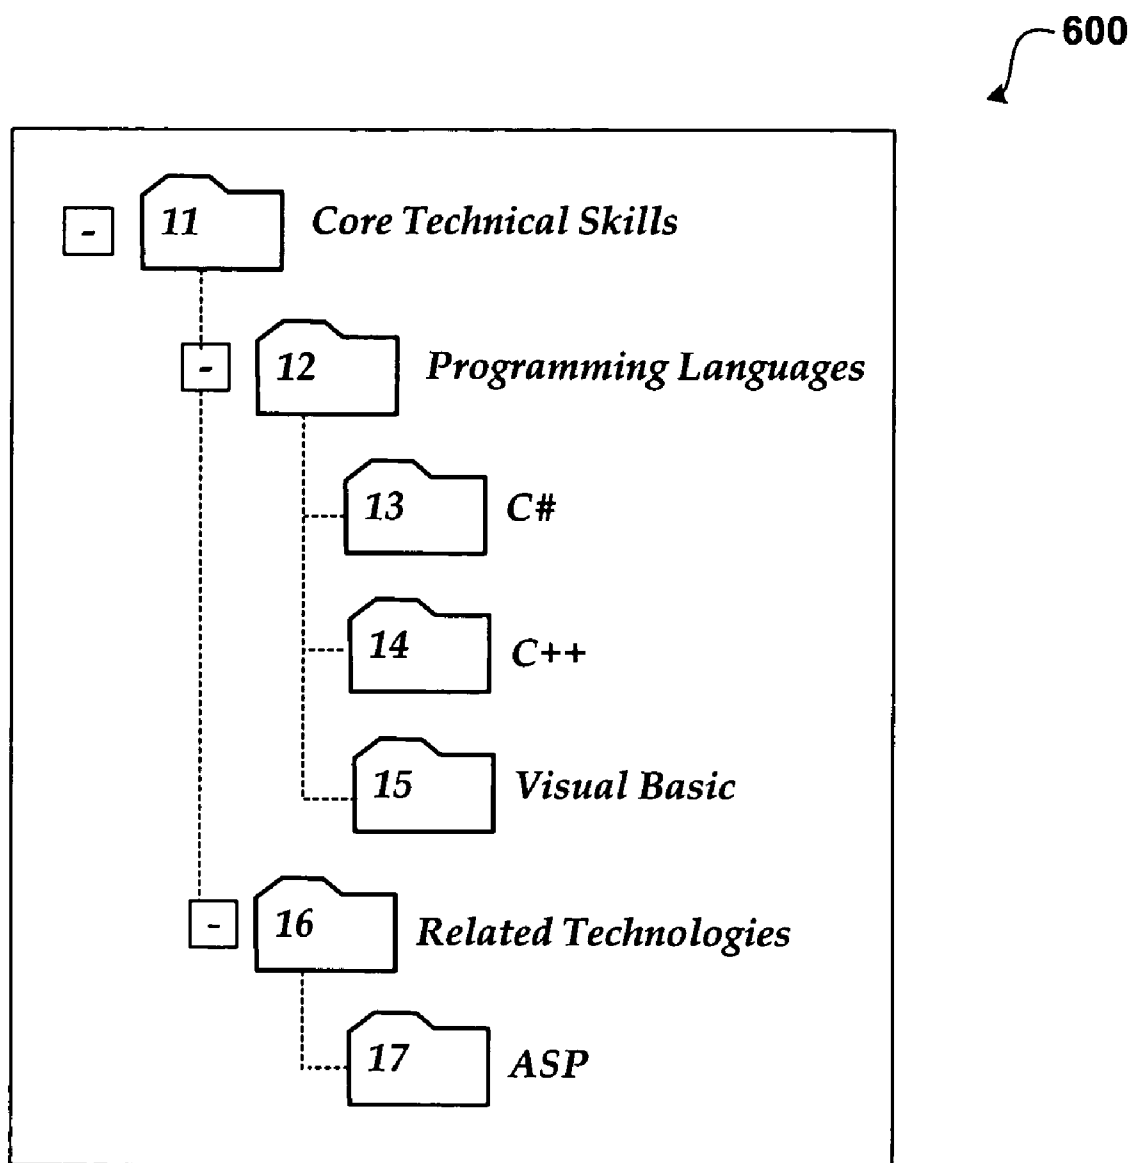 600
- 11 Core Technical Skills
- 12 Programming Languages
13 C#
14 C++
15 Visual Basic
- 16 Related Technologies
17 ASP